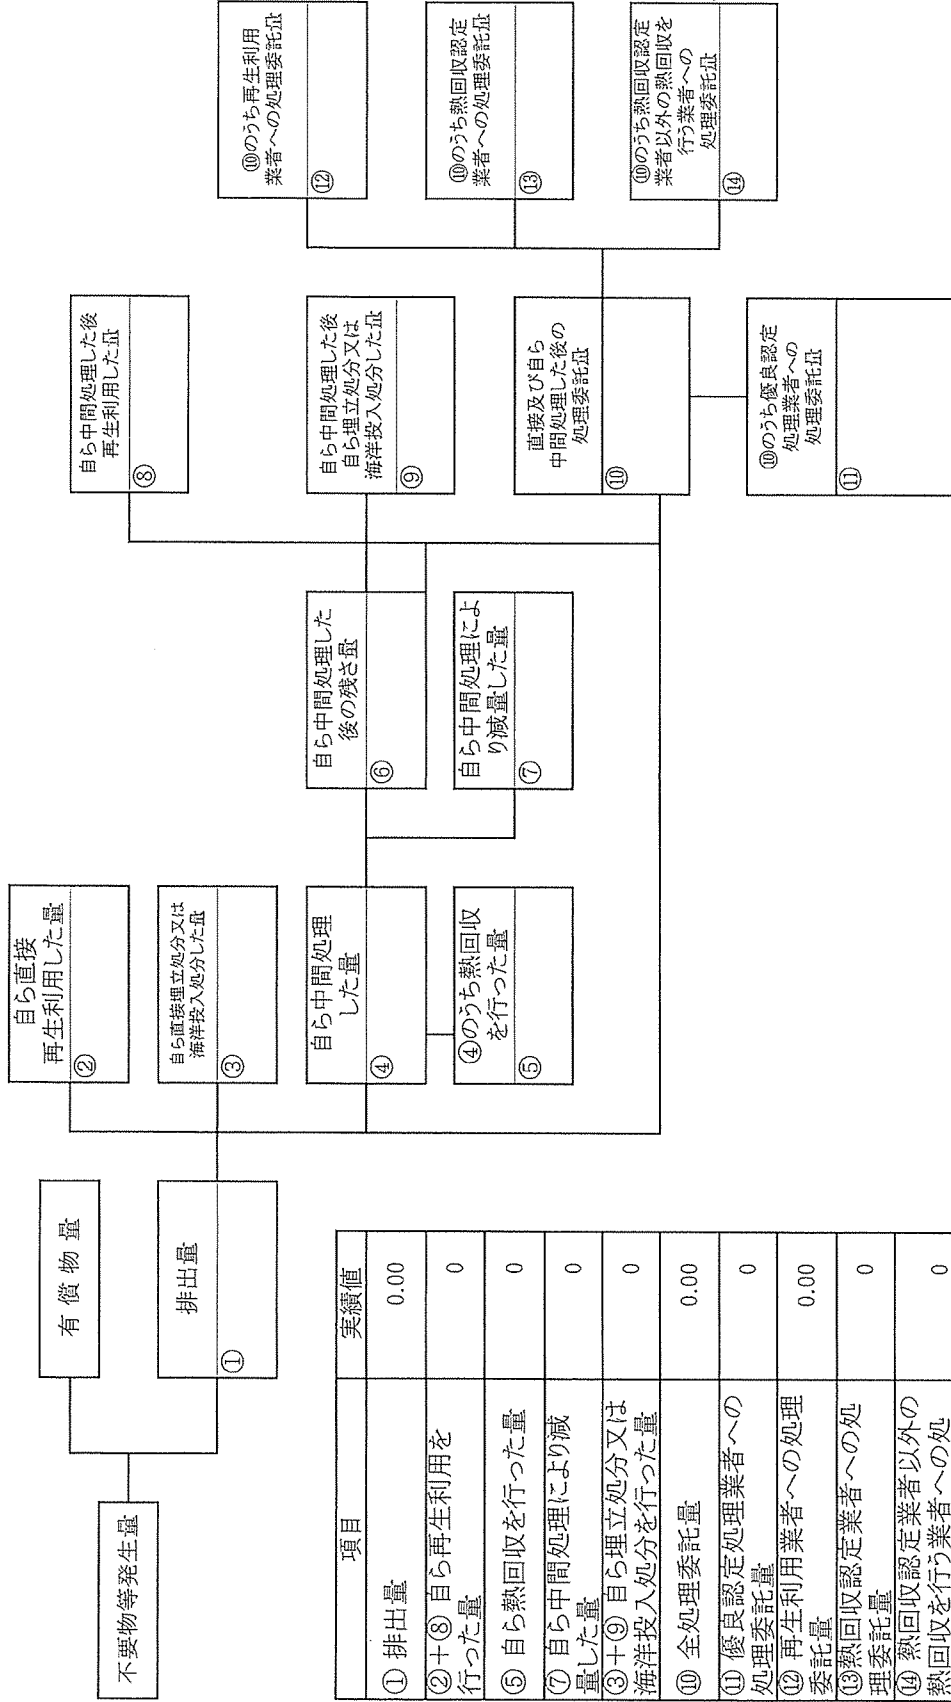 不要物等発生量
有償物量
排出量
①
自ら直接
再生利用した量
②
自ら直接埋立処分又は
海洋投入処分した量
③
自ら中間処理
した量
④
④のうち熱回収
を行った量
⑤
自ら中間処理した
後の残さ量
⑥
自ら中間処理によ
り減量した量
⑦
自ら中間処理した後
再生利用した量
⑧
自ら中間処理した後
自ら埋立処分又は
海洋投入処分した量
⑨
直接及び自ら
中間処理した後の
処理委託量
⑩
⑩のうち優良認定
処理業者への
処理委託量
⑪
⑩のうち再生利用
業者への処理委託量
⑫
⑩のうち熱回収認定
業者への処理委託量
⑬
⑩のうち熱回収認定
業者以外の熱回収を
行う業者への
処理委託量
⑭
項目 実績値
① 排出量 0.00
②+⑧ 自ら再生利用を
行った量 0
⑤ 自ら熱回収を行った量 0
⑦ 自ら中間処理により減
量した量 0
③+⑨ 自ら埋立処分又は
海洋投入処分を行った量 0
⑩ 全処理委託量 0.00
⑪ 優良認定処理業者への
処理委託量 0
⑫ 再生利用業者への処理
委託量 0.00
⑬熱回収認定業者への処
理委託量 0
⑭ 熱回収認定業者以外の
熱回収を行う業者への処 0